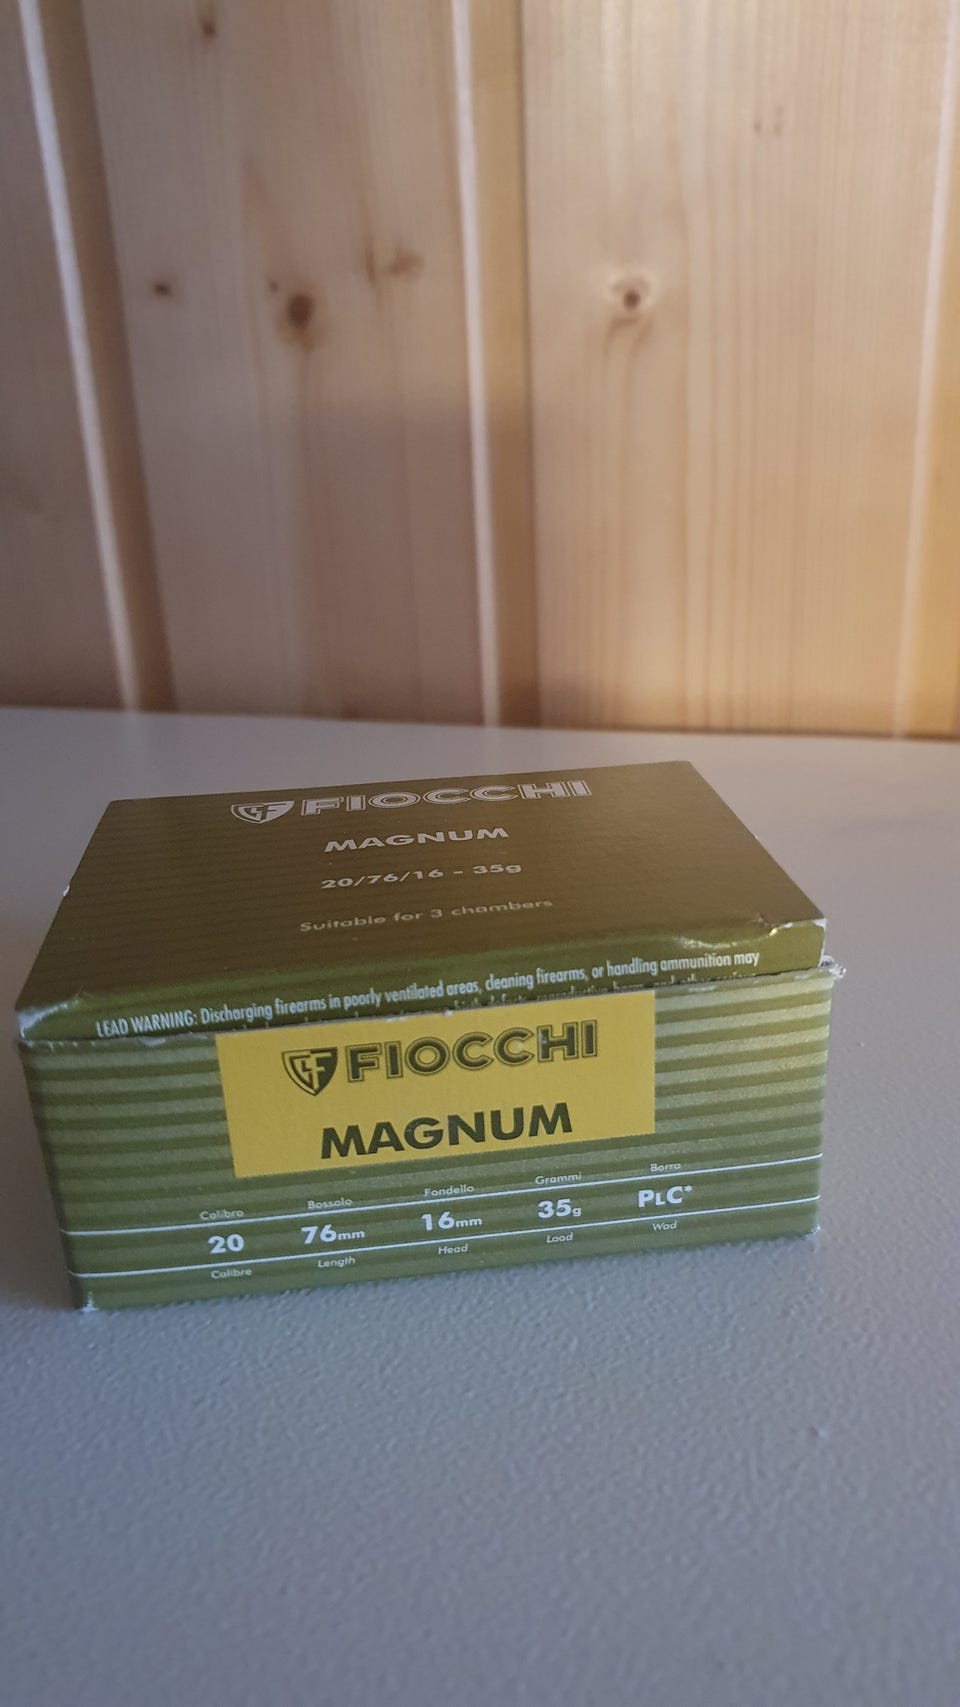 FIOCCHI
MAGNUM
20/76/16 - 35g
Suitable for 3 chambers
LEAD WARNING: Discharging firearms in poorly ventilated areas, cleaning firearms, or handling ammunition may
GF FIOCCHI
MAGNUM
Calibro Bossolo Fondello Grammi Borra
20 76mm 16mm 35g PLC*
Calibre Length Head Load Wad